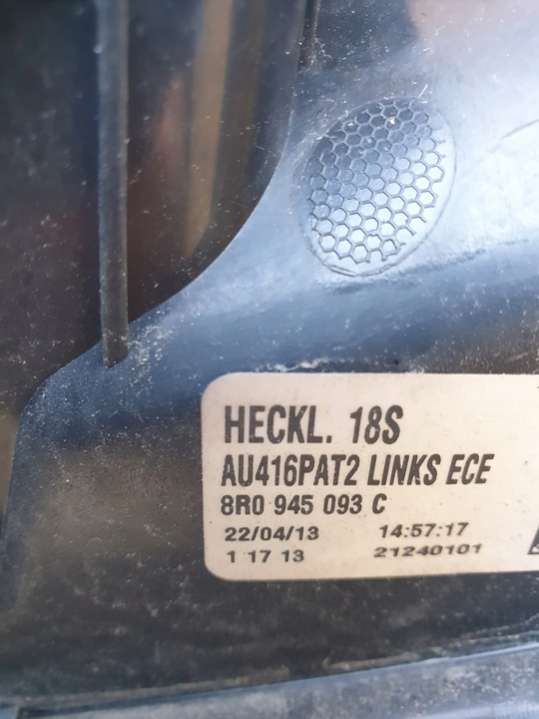 HECKL. 18S
AU416PAT2 LINKS ECE
8R0 945 093 C
22/04/13 14:57:17
1 17 13 21240101